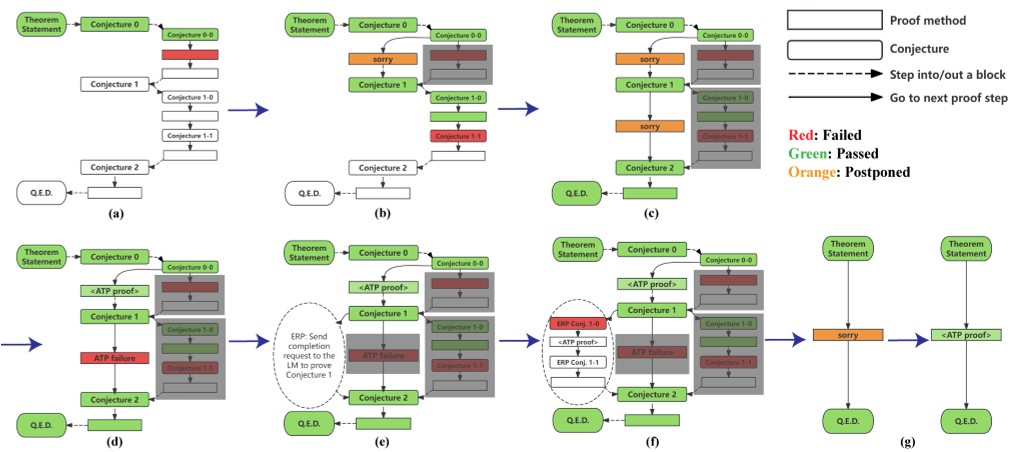 Theorem
Statement
Conjecture 0
Conjecture 0-0
Conjecture 1
Conjecture 1-0
Conjecture 1-1
Conjecture 2
Q.E.D.
(a)
Theorem
Statement
Conjecture 0
Conjecture 0-0
sorry
Conjecture 1
Conjecture 1-0
Conjecture 1-1
Conjecture 2
Q.E.D.
(b)
Theorem
Statement
Conjecture 0
Conjecture 0-0
sorry
Conjecture 1
Conjecture 1-0
sorry
Conjecture 1-1
Conjecture 2
Q.E.D.
(c)
Proof method
Conjecture
Step into/out a block
Go to next proof step
Red: Failed
Green: Passed
Orange: Postponed
Theorem
Statement
Conjecture 0
Conjecture 0-0
<ATP proof>
Conjecture 1
Conjecture 1-0
ATP failure
Conjecture 1-1
Conjecture 2
Q.E.D.
(d)
Theorem
Statement
Conjecture 0
Conjecture 0-0
<ATP proof>
Conjecture 1
Conjecture 1-0
ERP: Send
completion
request to the
LM to prove
Conjecture 1
ATP failure
Conjecture 1-1
Conjecture 2
Q.E.D.
(e)
Theorem
Statement
Conjecture 0
Conjecture 0-0
<ATP proof>
Conjecture 1
ERP Conj. 1-0
Conjecture 1-0
<ATP proof>
ATP failure
ERP Conj. 1-1
Conjecture 1-1
Conjecture 2
Q.E.D.
(f)
Theorem
Statement
sorry
Q.E.D.
Theorem
Statement
<ATP proof>
Q.E.D.
(g)